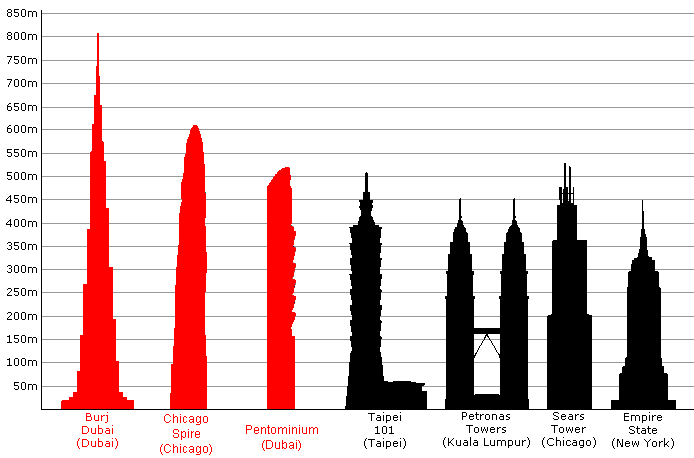 850m
800m
750m
700m
650m
600m
550m
500m
450m
400m
350m
300m
250m
200m
150m
100m
50m
Burj
Dubai
(Dubai)
Chicago
Spire
(Chicago)
Pentominium
(Dubai)
Taipei
101
(Taipei)
Petronas
Towers
(Kuala Lumpur)
Sears
Tower
(Chicago)
Empire
State
(New York)